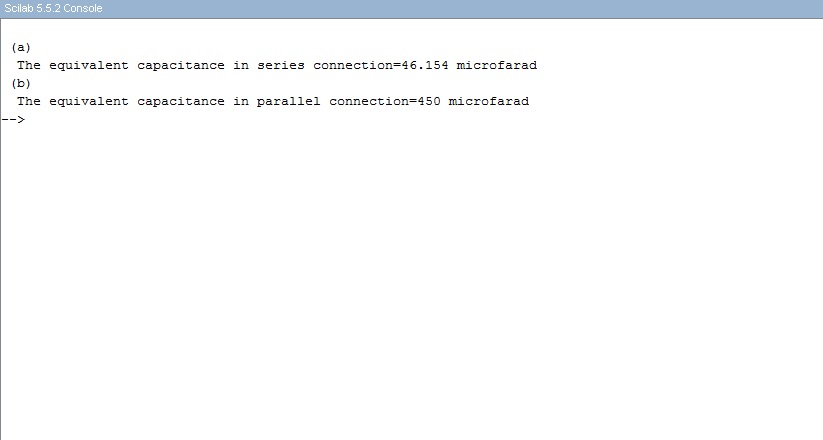 Scilab 5.5.2 Console
(a)
The equivalent capacitance in series connection=46.154 microfarad
(b)
The equivalent capacitance in parallel connection=450 microfarad
-->